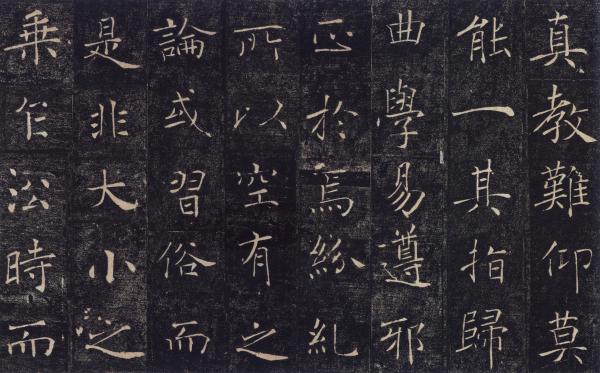 真教難仰莫
能一其指歸
曲學易遵邪
正於焉紛糺
所以空有之
論或習俗而
是非大小之
乗乍㳂時而